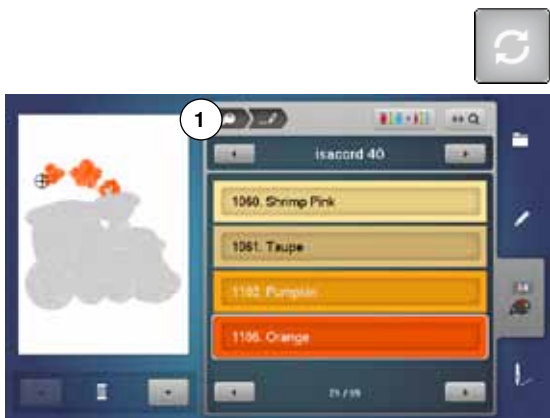 1
isacord 40
1060. Shrimp Pink
1061. Taupe
1102. Pumpkin
1106. Orange